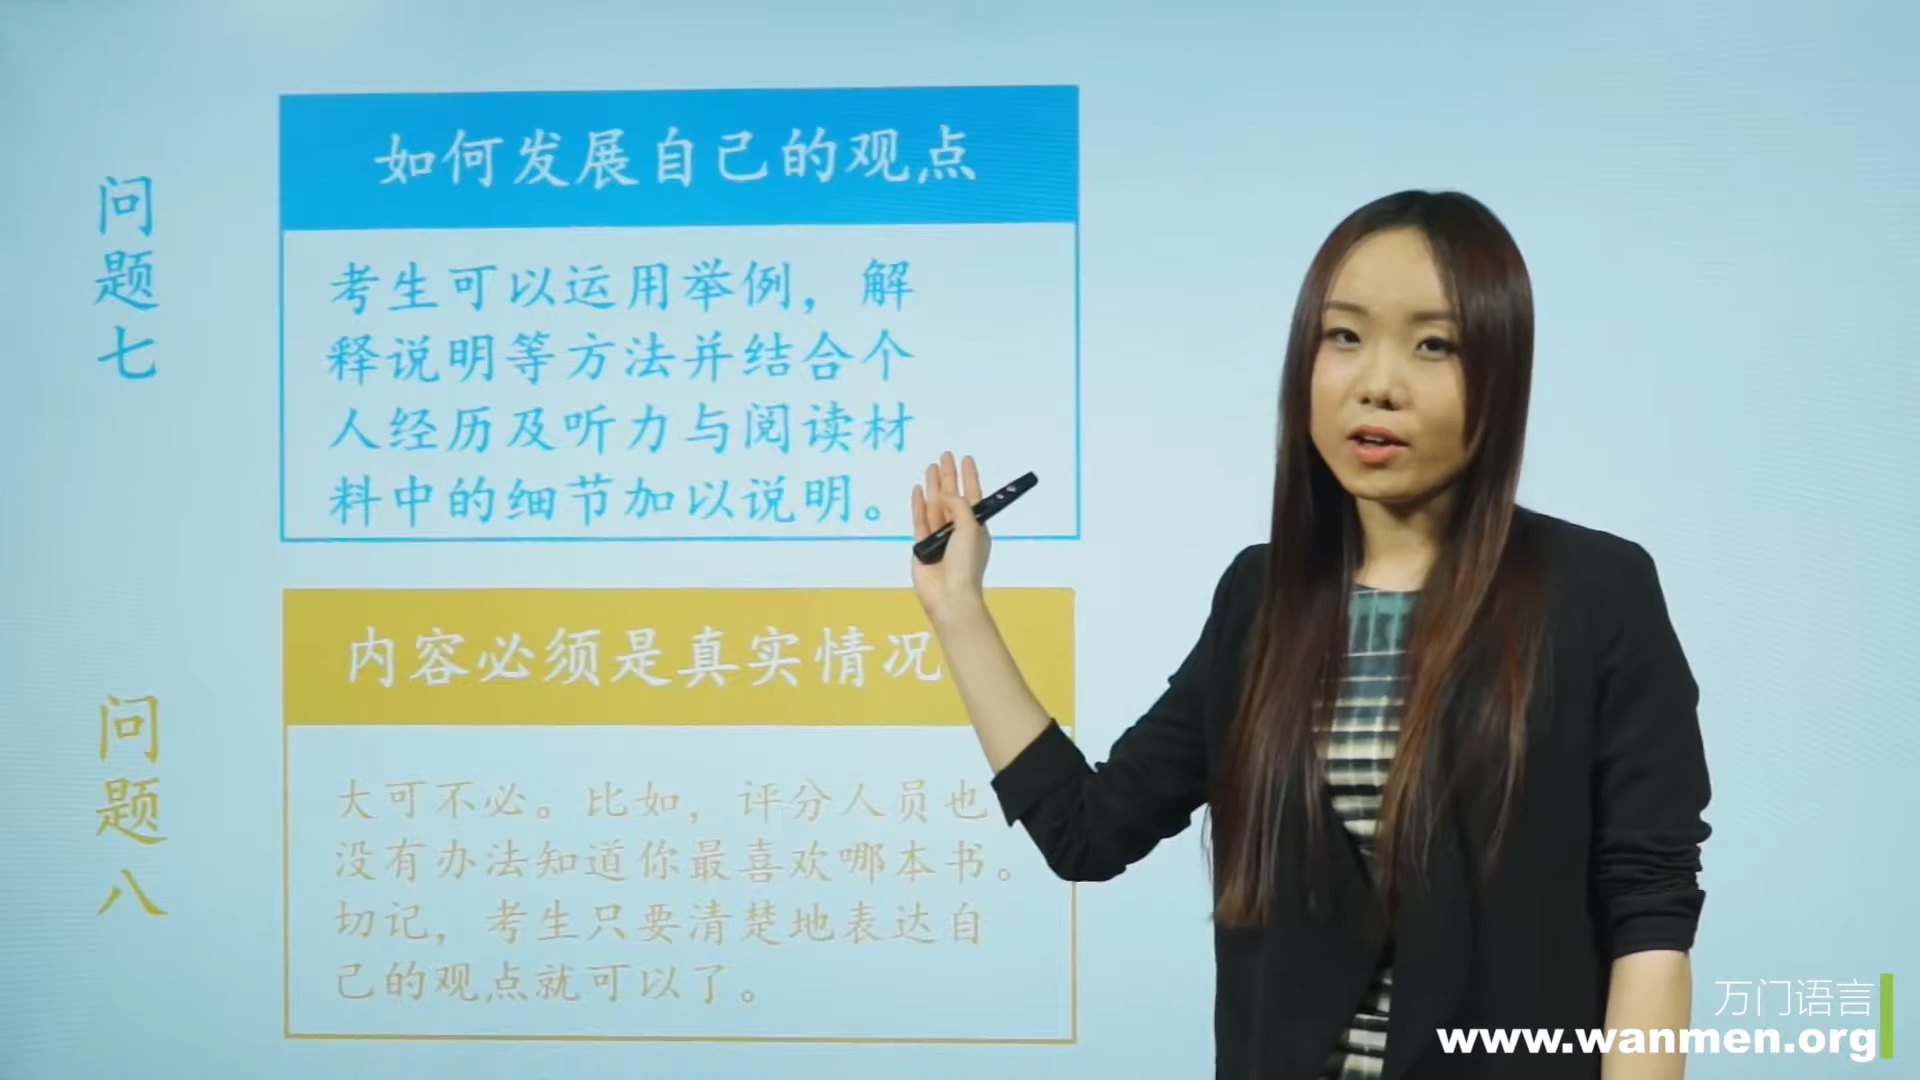 问题七
如何发展自己的观点
考生可以运用举例，解
释说明等方法并结合个
人经历及听力与阅读材
料中的细节加以说明。
问题八
内容必须是真实情况
大可不必。比如，评分人员也
没有办法知道你最喜欢哪本书。
切记，考生只要清楚地表达自
己的观点就可以了。
万门语言
www.wanmen.org